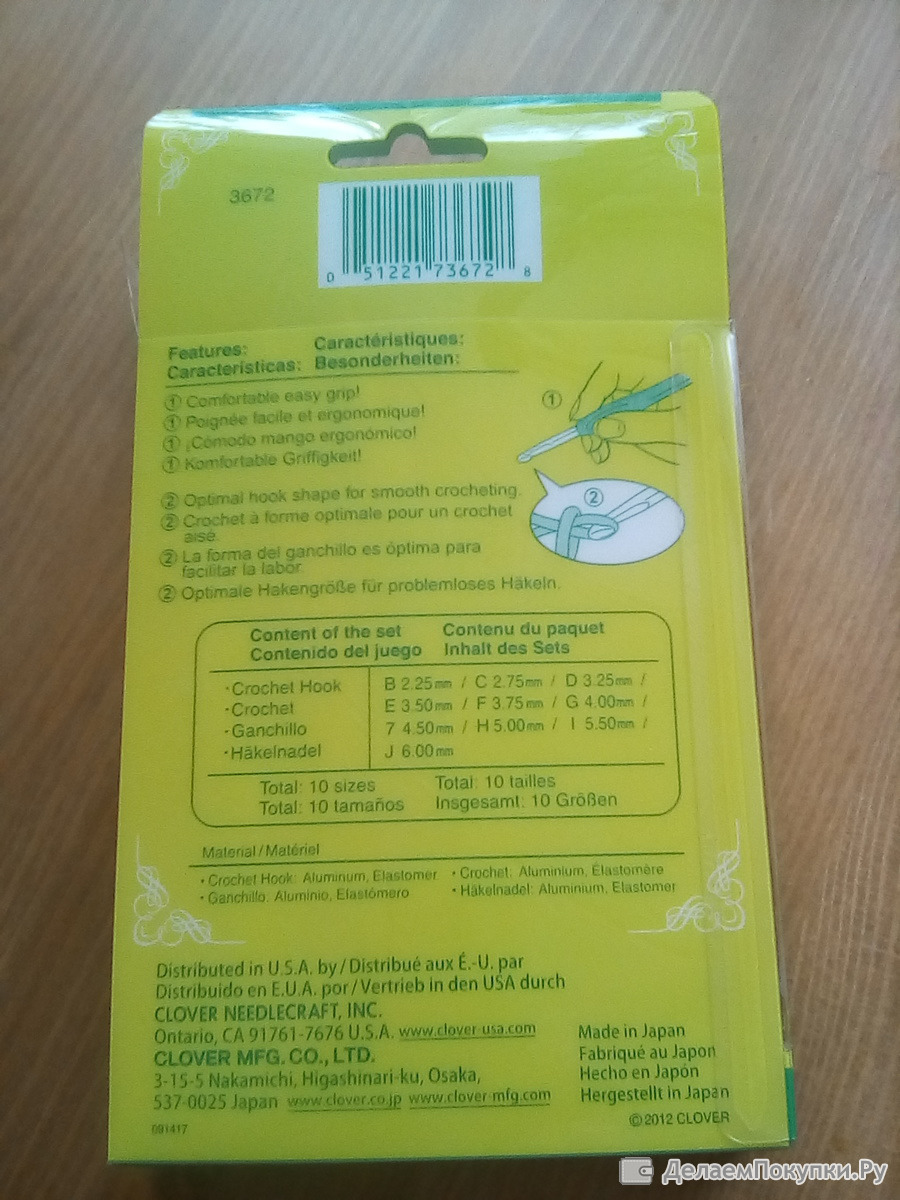 3672
0 51221 73672 8
Features: Caractéristiques:
Características: Besonderheiten:
① Comfortable easy grip!
① Poignée facile et ergonomique!
① ¡Cómodo mango ergonómico!
① Komfortable Griffigkeit!
② Optimal hook shape for smooth crocheting.
② Crochet à forme optimale pour un crochet
aisé.
② La forma del ganchillo es óptima para
facilitar la labor.
② Optimale Hakengröße für problemloses Häkeln.
①
②
Content of the set Contenu du paquet
Contenido del juego Inhalt des Sets
·Crochet Hook B 2.25mm / C 2.75mm / D 3.25mm /
·Crochet E 3.50mm / F 3.75mm / G 4.00mm /
·Ganchillo 7 4.50mm / H 5.00mm / I 5.50mm /
·Häkelnadel J 6.00mm
Total: 10 sizes Total: 10 tailles
Total: 10 tamaños Insgesamt: 10 Größen
Material/Matériel
• Crochet Hook: Aluminum, Elastomer • Crochet: Aluminium, Élastomère
• Ganchillo: Aluminio, Elastómero • Häkelnadel: Aluminium, Elastomer
Distributed in U.S.A. by/Distribué aux É.-U. par
Distribuido en E.U.A. por/Vertrieb in den USA durch
CLOVER NEEDLECRAFT, INC.
Ontario, CA 91761-7676 U.S.A. www.clover-usa.com
CLOVER MFG. CO., LTD.
3-15-5 Nakamichi, Higashinari-ku, Osaka,
537-0025 Japan www.clover.co.jp www.clover-mfg.com
Made in Japan
Fabriqué au Japon
Hecho en Japón
Hergestellt in Japan
©2012 CLOVER
091417
ДелаемПокупки.Ру